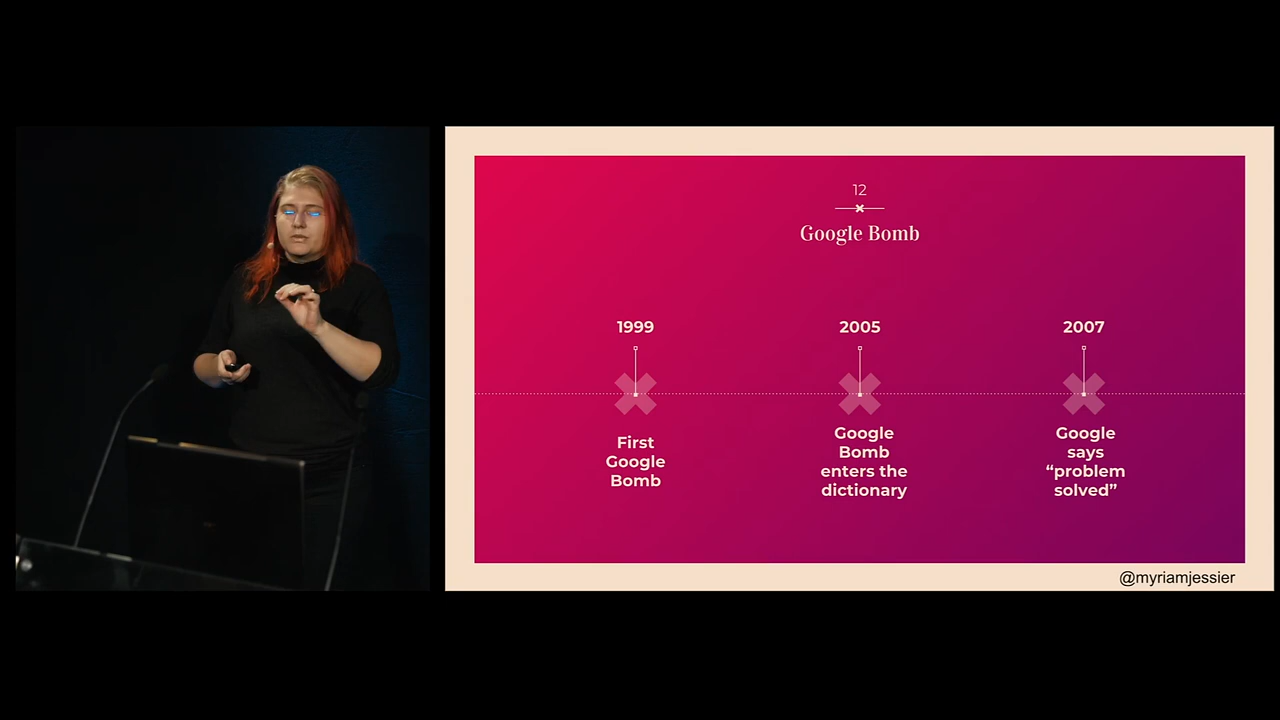 12
Google Bomb
1999
2005
2007
First
Google
Bomb
Google
Bomb
enters the
dictionary
Google
says
“problem
solved”
@myriamjessier